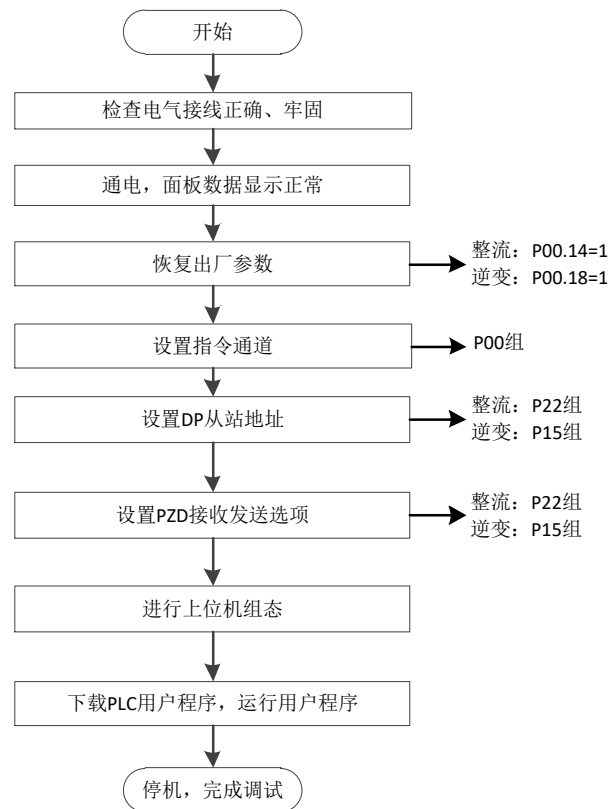 开始
检查电气接线正确、牢固
通电，面板数据显示正常
恢复出厂参数
整流：P00.14=1
逆变：P00.18=1
设置指令通道
P00组
设置DP从站地址
整流：P22组
逆变：P15组
设置PZD接收发送选项
整流：P22组
逆变：P15组
进行上位机组态
下载PLC用户程序，运行用户程序
停机，完成调试